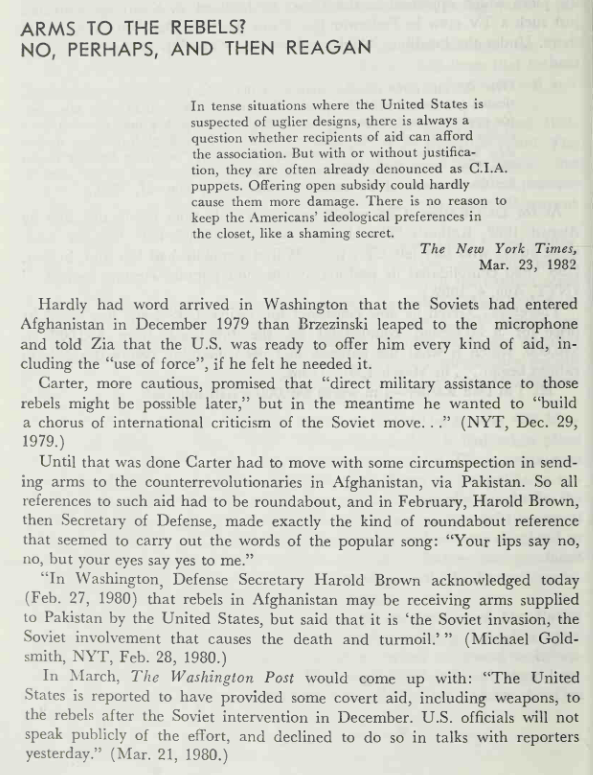 ARMS TO THE REBELS?
NO, PERHAPS, AND THEN REAGAN
In tense situations where the United States is
suspected of uglier designs, there is always a
question whether recipients of aid can afford
the association. But with or without justifica-
tion, they are often already denounced as C.I.A.
puppets. Offering open subsidy could hardly
cause them more damage. There is no reason to
keep the Americans' ideological preferences in
the closet, like a shaming secret.
The New York Times,
Mar. 23, 1982
Hardly had word arrived in Washington that the Soviets had entered
Afghanistan in December 1979 than Brzezinski leaped to the microphone
and told Zia that the U.S. was ready to offer him every kind of aid, in-
cluding the "use of force", if he felt he needed it.
Carter, more cautious, promised that "direct military assistance to those
rebels might be possible later," but in the meantime he wanted to "build
a chorus of international criticism of the Soviet move. . ." (NYT, Dec. 29,
1979.)
Until that was done Carter had to move with some circumspection in send-
ing arms to the counterrevolutionaries in Afghanistan, via Pakistan. So all
references to such aid had to be roundabout, and in February, Harold Brown,
then Secretary of Defense, made exactly the kind of roundabout reference
that seemed to carry out the words of the popular song: "Your lips say no,
no, but your eyes say yes to me."
"In Washington, Defense Secretary Harold Brown acknowledged today
(Feb. 27, 1980) that rebels in Afghanistan may be receiving arms supplied
to Pakistan by the United States, but said that it is 'the Soviet invasion, the
Soviet involvement that causes the death and turmoil.' " (Michael Gold-
smith, NYT, Feb. 28, 1980.)
In March, The Washington Post would come up with: "The United
States is reported to have provided some covert aid, including weapons, to
the rebels after the Soviet intervention in December. U.S. officials will not
speak publicly of the effort, and declined to do so in talks with reporters
yesterday." (Mar. 21, 1980.)